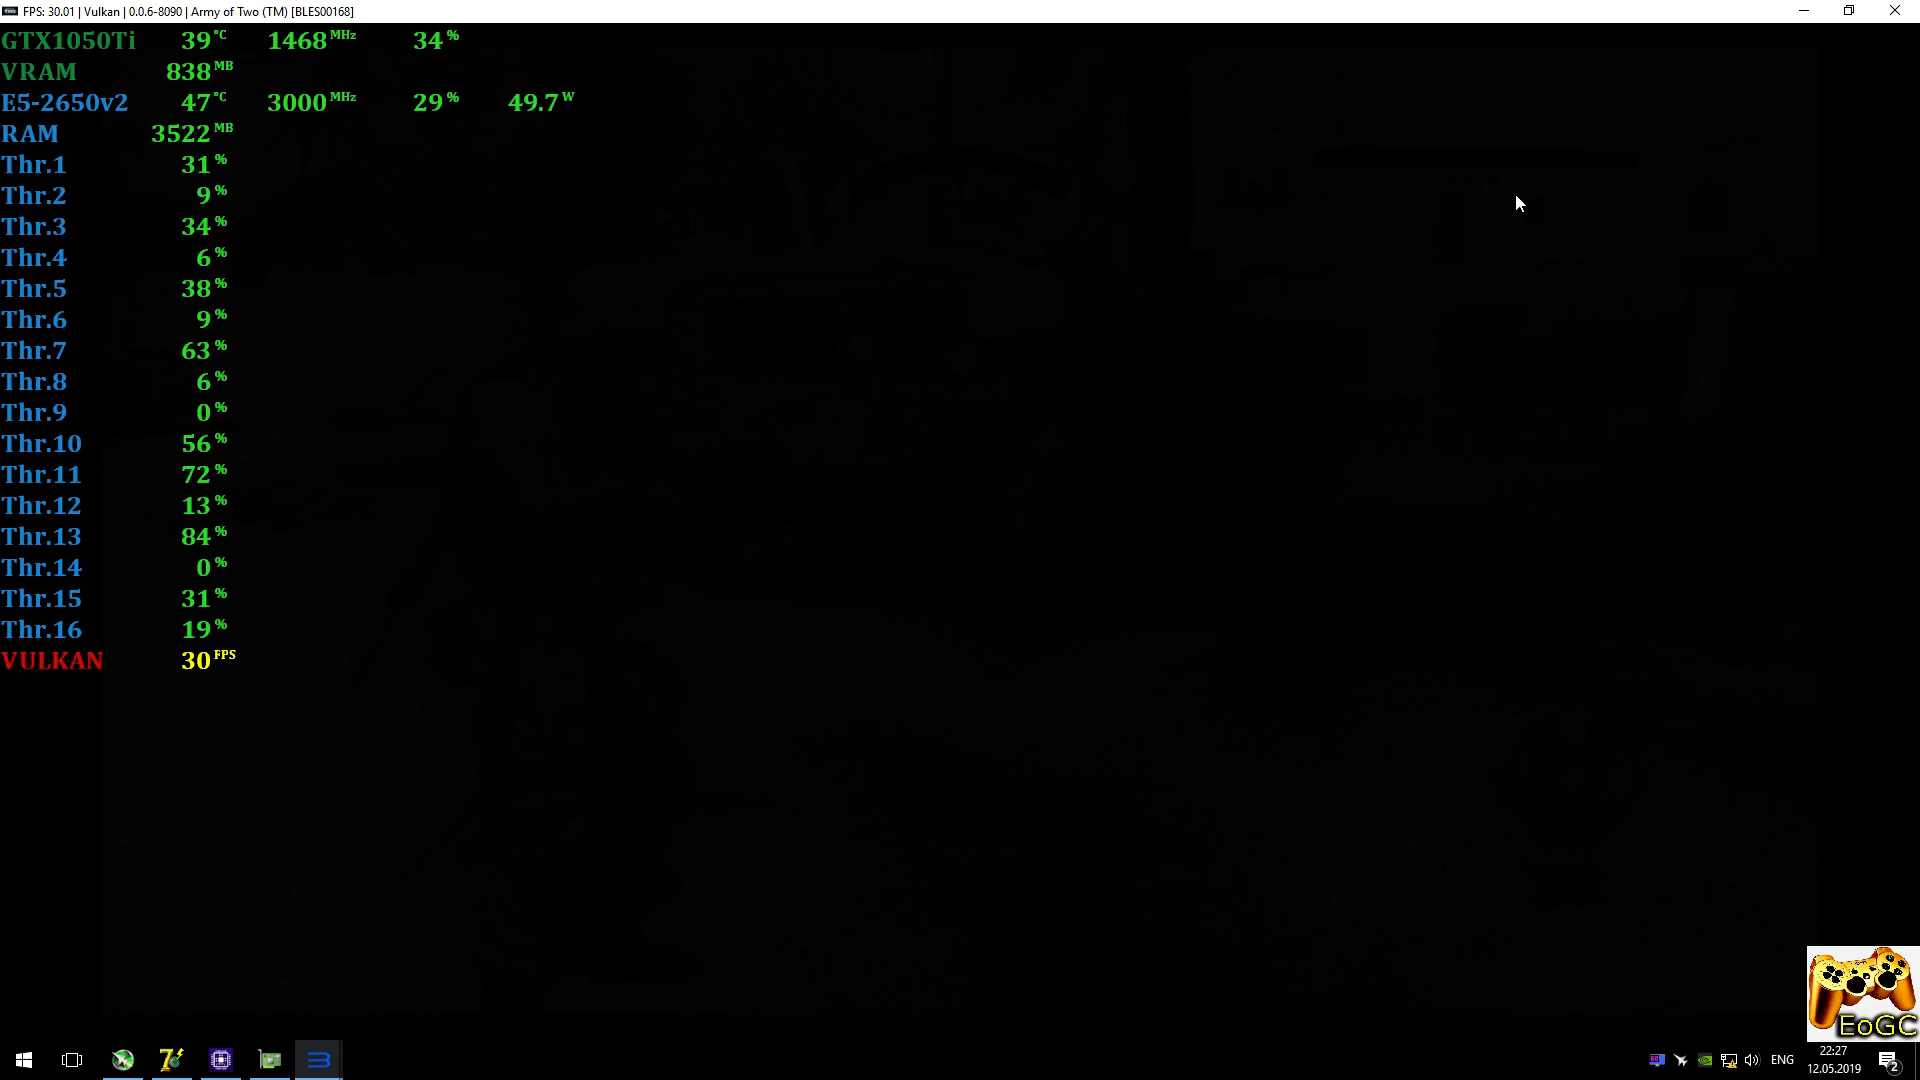 FPS: 30.01 | Vulkan | 0.0.6-8090 | Army of Two (TM) [BLES00168]
GTX1050Ti 39 °C 1468 MHz 34 %
VRAM 838 MB
E5-2650v2 47 °C 3000 MHz 29 % 49.7 W
RAM 3522 MB
Thr.1 31 %
Thr.2 9 %
Thr.3 34 %
Thr.4 6 %
Thr.5 38 %
Thr.6 9 %
Thr.7 63 %
Thr.8 6 %
Thr.9 0 %
Thr.10 56 %
Thr.11 72 %
Thr.12 13 %
Thr.13 84 %
Thr.14 0 %
Thr.15 31 %
Thr.16 19 %
VULKAN 30 FPS
EoGC
ENG 22:27
12.05.2019 2